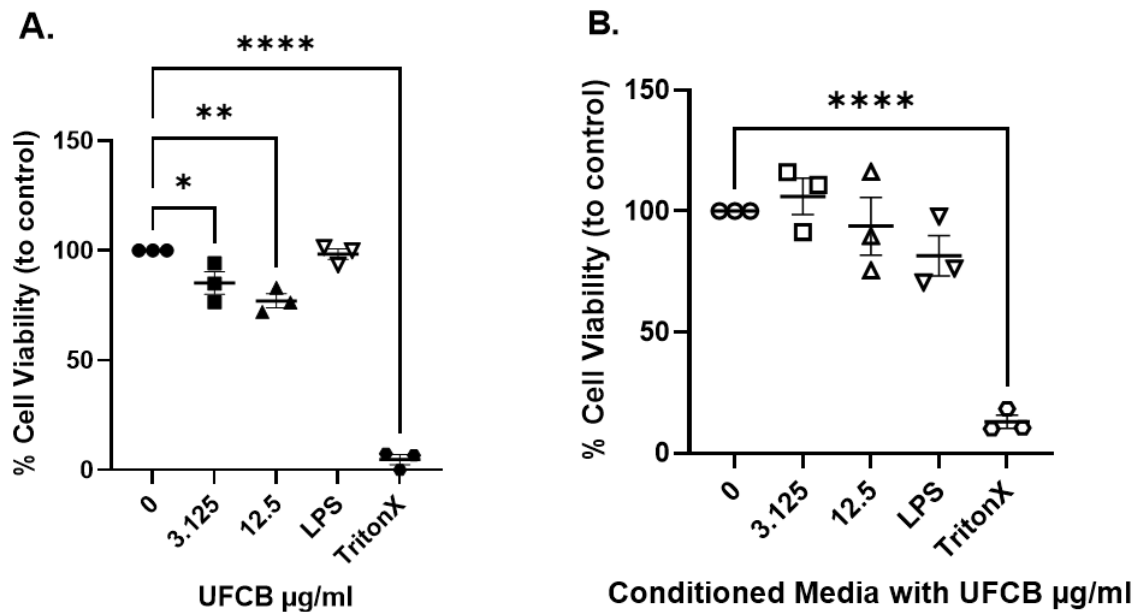 A.
****
**
*
% Cell Viability (to control)
150
100
50
0
0
3.125
12.5
LPS
TritonX
UFCB µg/ml
B.
****
% Cell Viability (to control)
150
100
50
0
0
3.125
12.5
LPS
TritonX
Conditioned Media with UFCB µg/ml